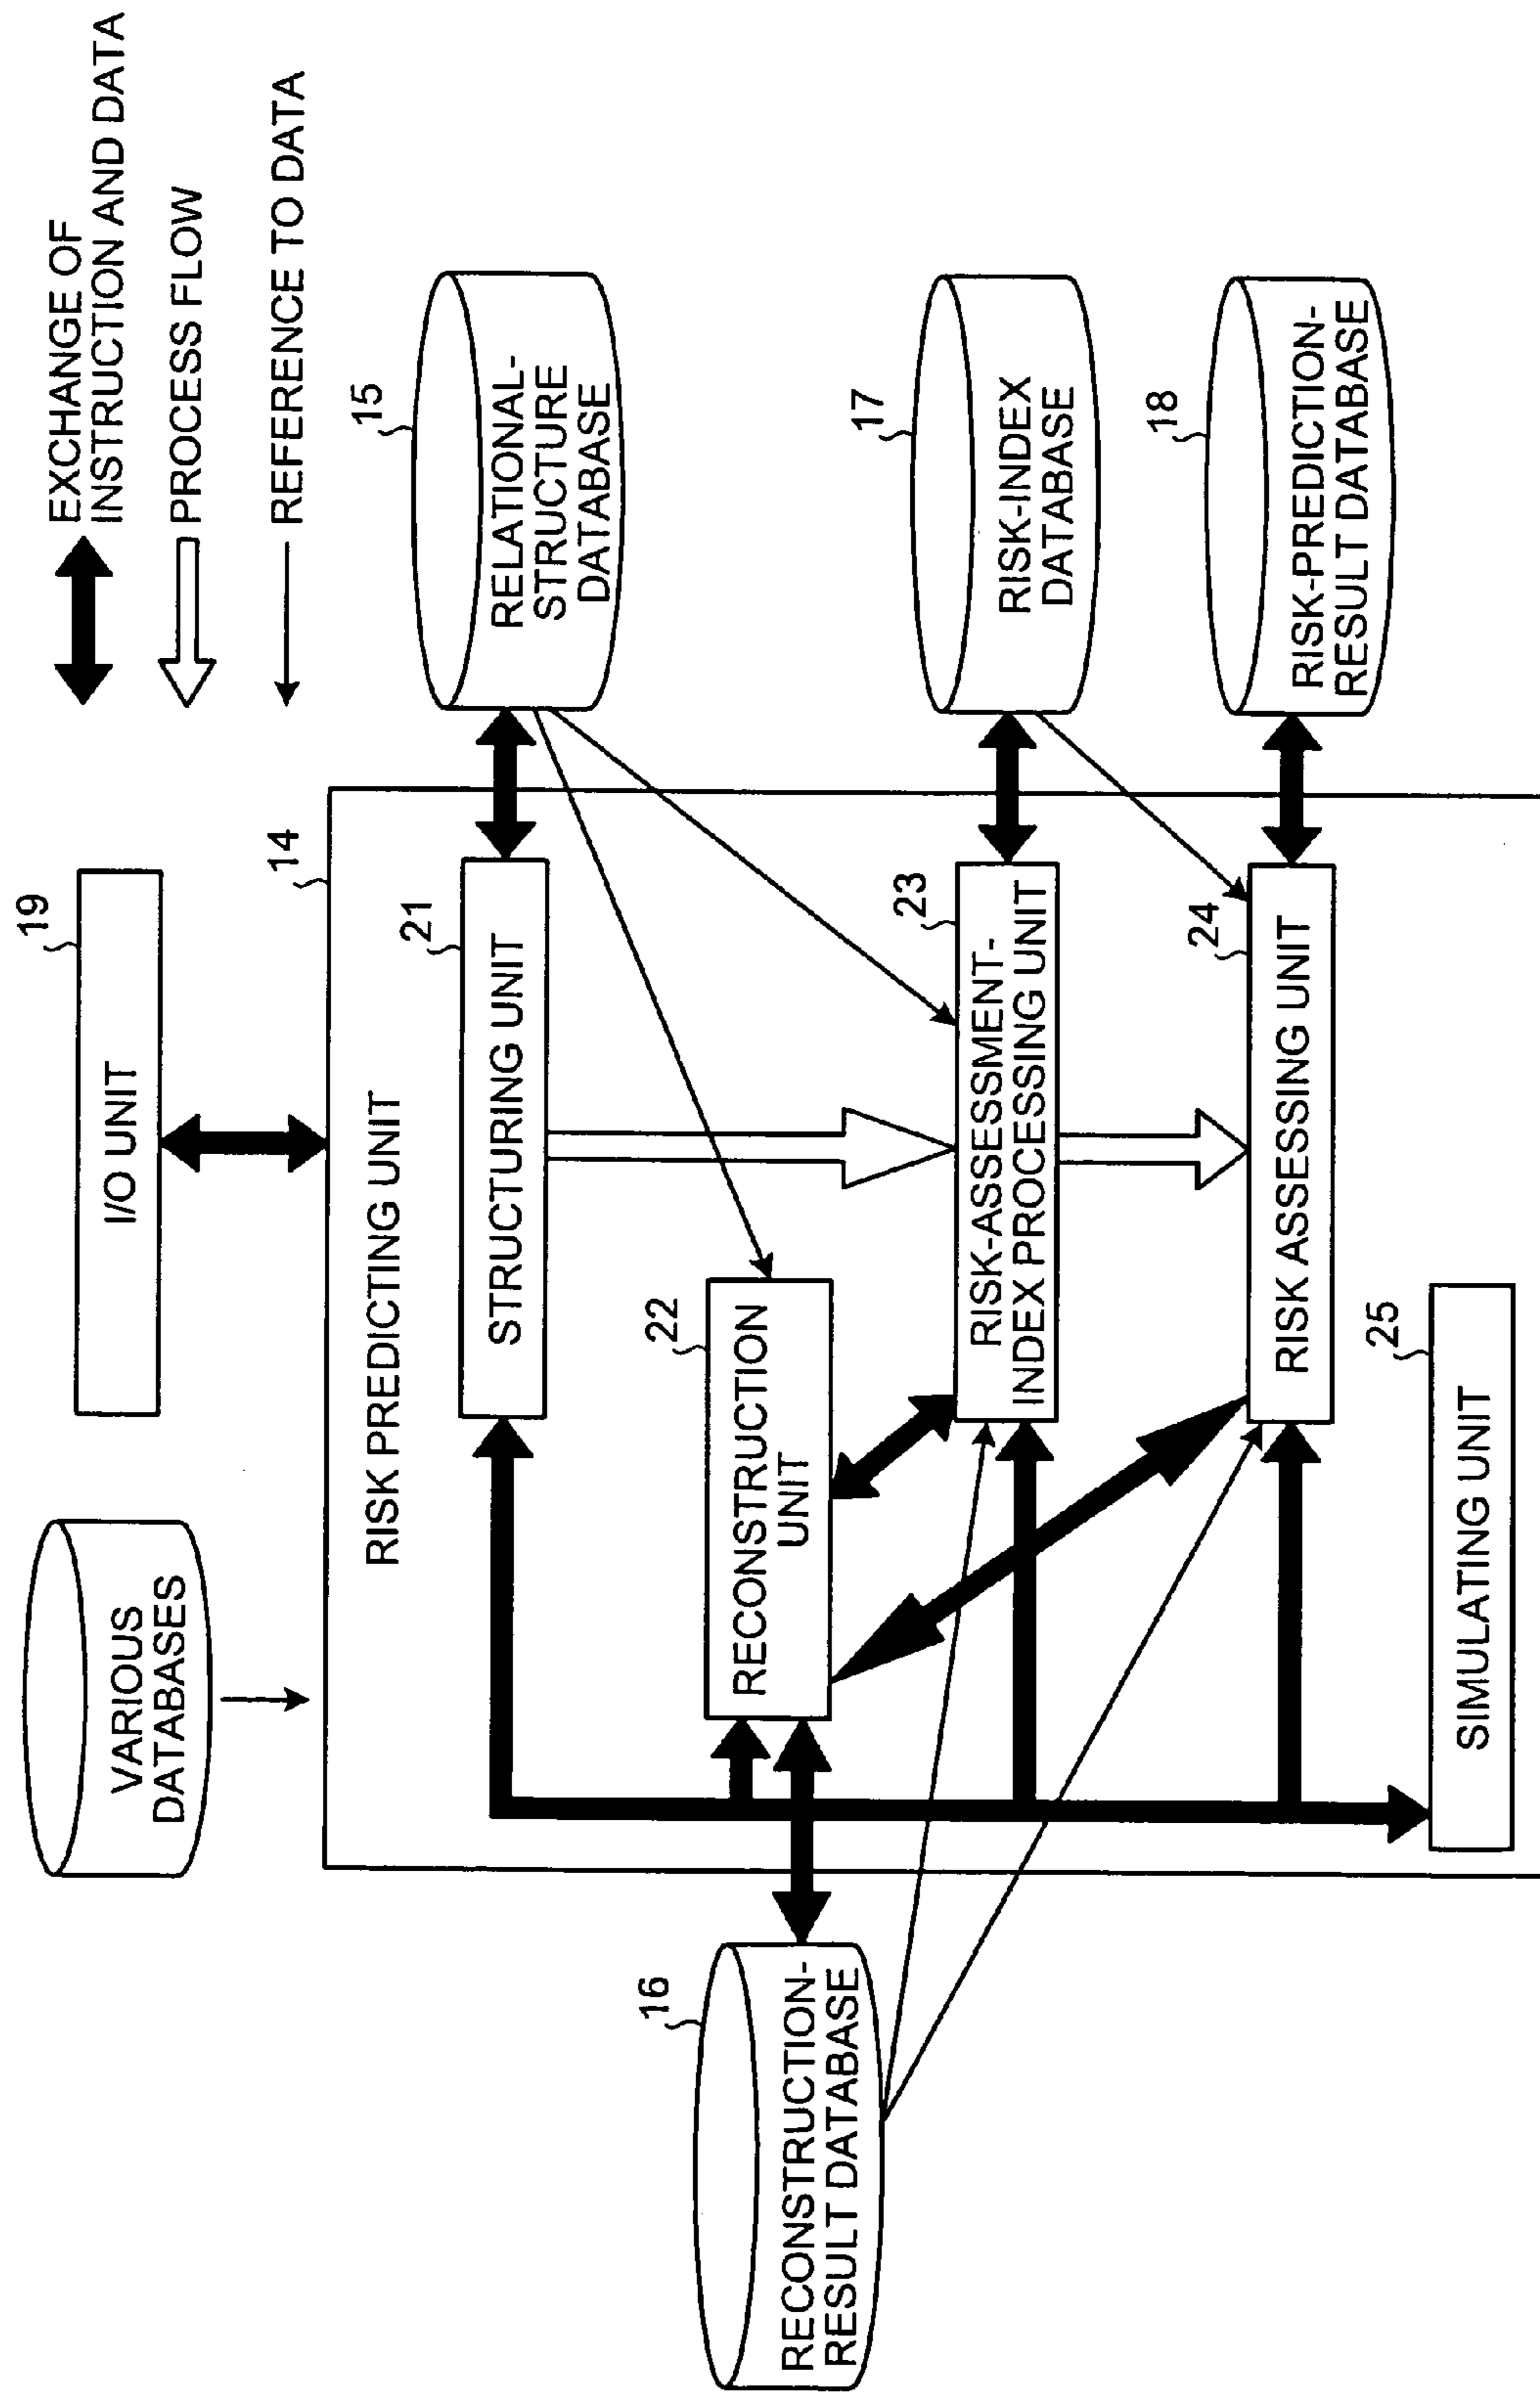 EXCHANGE OF
INSTRUCTION AND DATA
PROCESS FLOW
REFERENCE TO DATA
VARIOUS
DATABASES
19
I/O UNIT
14
RISK PREDICTING UNIT
21
STRUCTURING UNIT
15
RELATIONAL-
STRUCTURE
DATABASE
16
RECONSTRUCTION-
RESULT DATABASE
22
RECONSTRUCTION
UNIT
23
RISK-ASSESSMENT-
INDEX PROCESSING UNIT
17
RISK-INDEX
DATABASE
24
RISK ASSESSING UNIT
18
RISK-PREDICTION-
RESULT DATABASE
25
SIMULATING UNIT